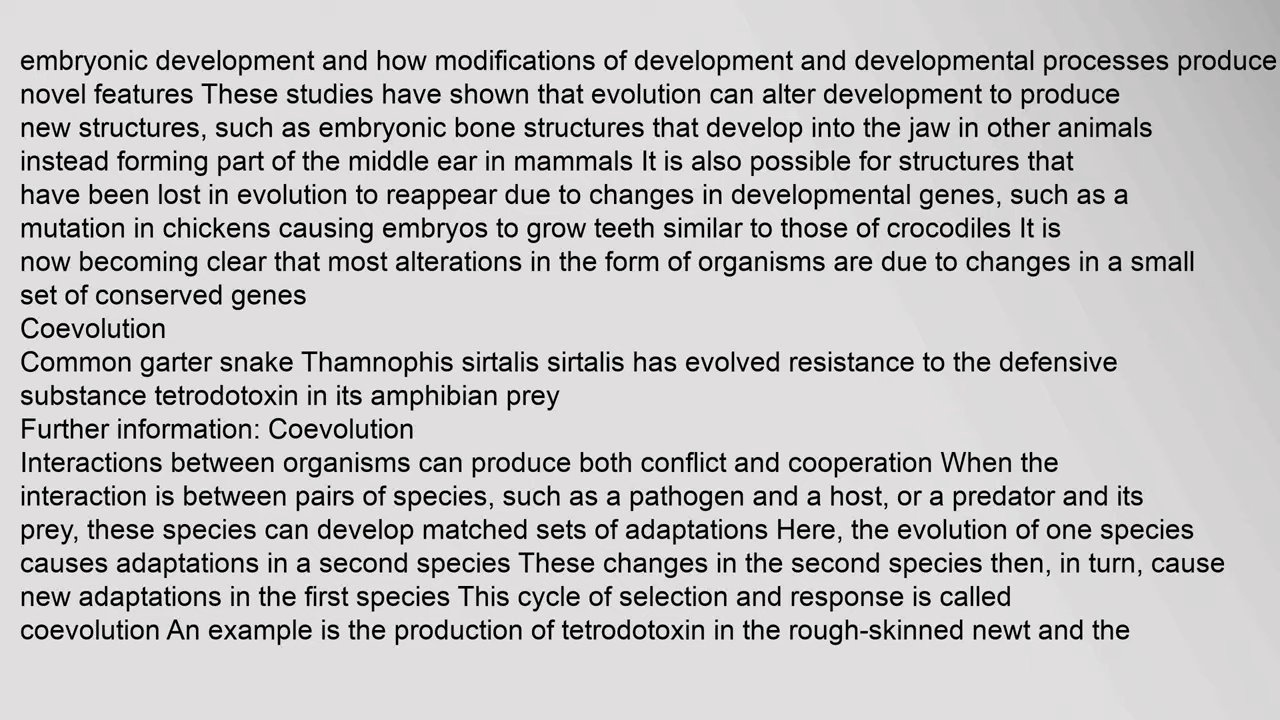 embryonic development and how modifications of development and developmental processes produce
novel features These studies have shown that evolution can alter development to produce
new structures, such as embryonic bone structures that develop into the jaw in other animals
instead forming part of the middle ear in mammals It is also possible for structures that
have been lost in evolution to reappear due to changes in developmental genes, such as a
mutation in chickens causing embryos to grow teeth similar to those of crocodiles It is
now becoming clear that most alterations in the form of organisms are due to changes in a small
set of conserved genes
Coevolution
Common garter snake Thamnophis sirtalis sirtalis has evolved resistance to the defensive
substance tetrodotoxin in its amphibian prey
Further information: Coevolution
Interactions between organisms can produce both conflict and cooperation When the
interaction is between pairs of species, such as a pathogen and a host, or a predator and its
prey, these species can develop matched sets of adaptations Here, the evolution of one species
causes adaptations in a second species These changes in the second species then, in turn, cause
new adaptations in the first species This cycle of selection and response is called
coevolution An example is the production of tetrodotoxin in the rough-skinned newt and the